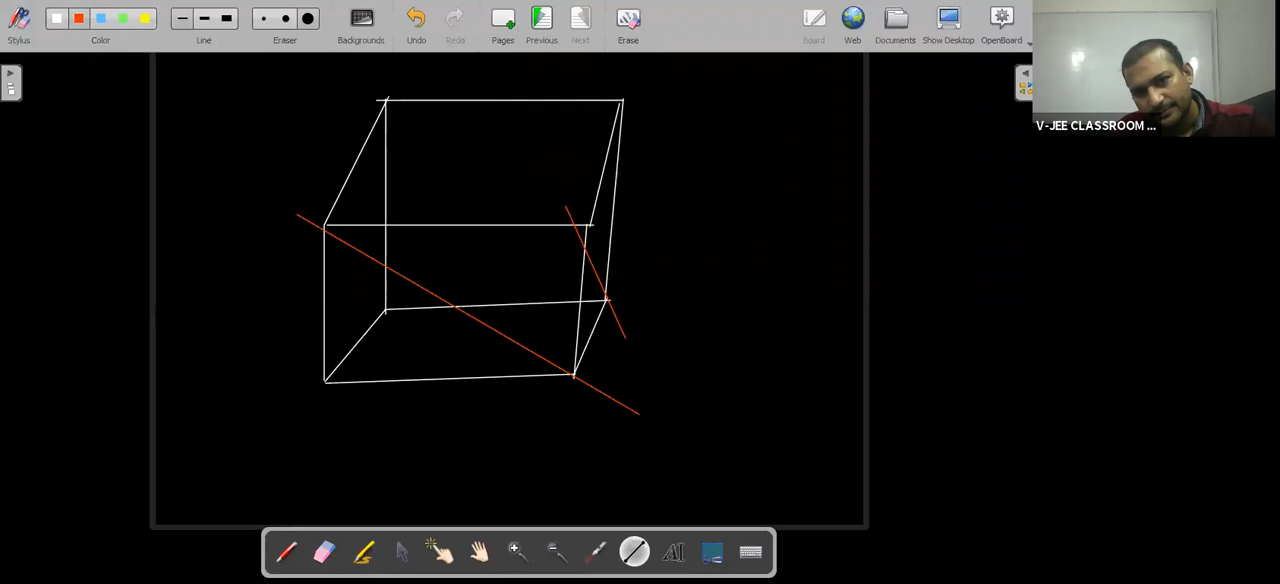 Stylus Color Line Eraser Backgrounds Undo Redo Pages Previous Next Erase Board Web Documents Show Desktop OpenBoard
V-JEE CLASSROOM ...
AI